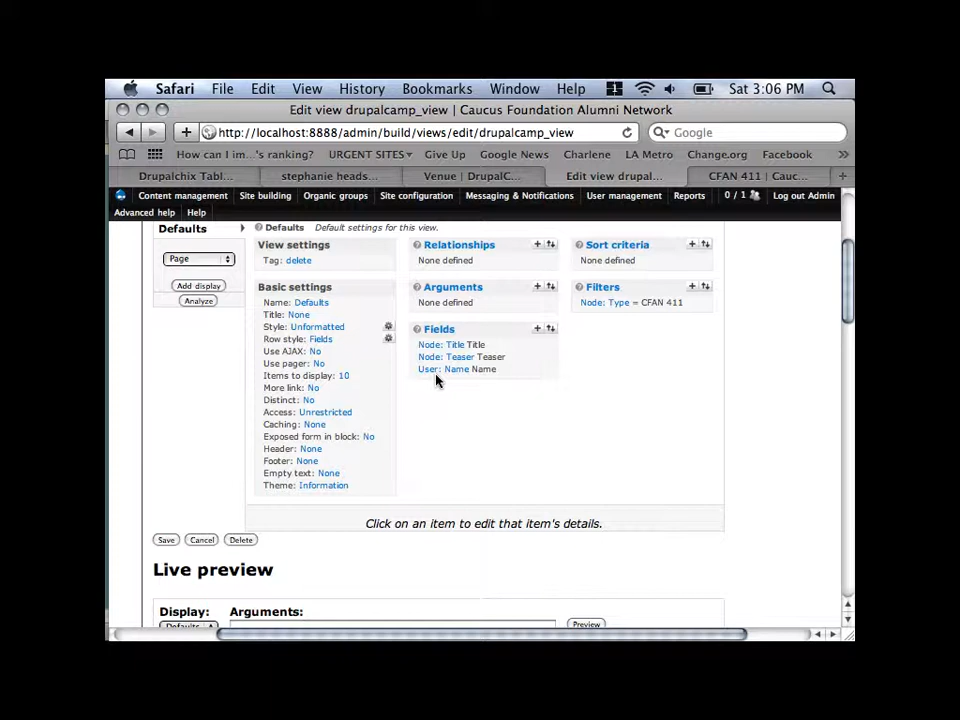 Safari File Edit View History Bookmarks Window Help Sat 3:06 PM
Edit view drupalcamp_view | Caucus Foundation Alumni Network
http://localhost:8888/admin/build/views/edit/drupalcamp_view Google
How can I im...'s ranking? URGENT SITES Give Up Google News Charlene LA Metro Change.org Facebook
Drupalchix Tabl... stephanie heads... Venue | DrupalC... Edit view drupal... CFAN 411 | Cauc...
Content management Site building Organic groups Site configuration Messaging & Notifications User management Reports 0 / 1 Log out Admin
Advanced help Help
Defaults
Page
Add display
Analyze
Defaults Default settings for this view.
View settings
Tag: delete
Basic settings
Name: Defaults
Title: None
Style: Unformatted
Row style: Fields
Use AJAX: No
Use pager: No
Items to display: 10
More link: No
Distinct: No
Access: Unrestricted
Caching: None
Exposed form in block: No
Header: None
Footer: None
Empty text: None
Theme: Information
Relationships
None defined
Arguments
None defined
Fields
Node: Title Title
Node: Teaser Teaser
User: Name Name
Sort criteria
None defined
Filters
Node: Type = CFAN 411
Click on an item to edit that item's details.
Save Cancel Delete
Live preview
Display: Arguments:
Defaults Preview